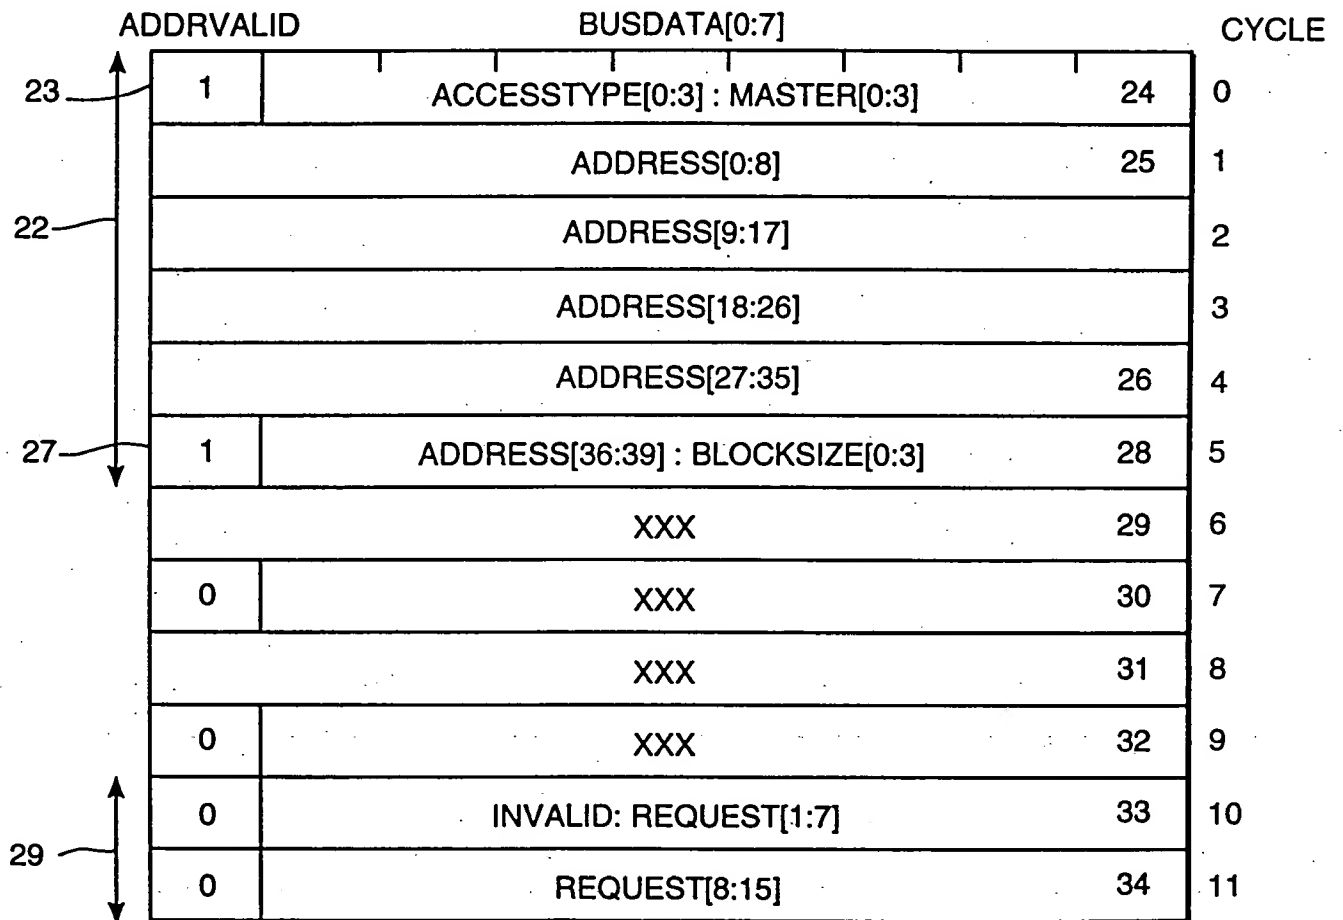 ADDRVALID BUSDATA[0:7] CYCLE
23 1 ACCESSTYPE[0:3] : MASTER[0:3] 24 0
ADDRESS[0:8] 25 1
22 ADDRESS[9:17] 2
ADDRESS[18:26] 3
ADDRESS[27:35] 26 4
27 1 ADDRESS[36:39] : BLOCKSIZE[0:3] 28 5
XXX 29 6
0 XXX 30 7
XXX 31 8
0 XXX 32 9
0 INVALID: REQUEST[1:7] 33 10
29
0 REQUEST[8:15] 34 11